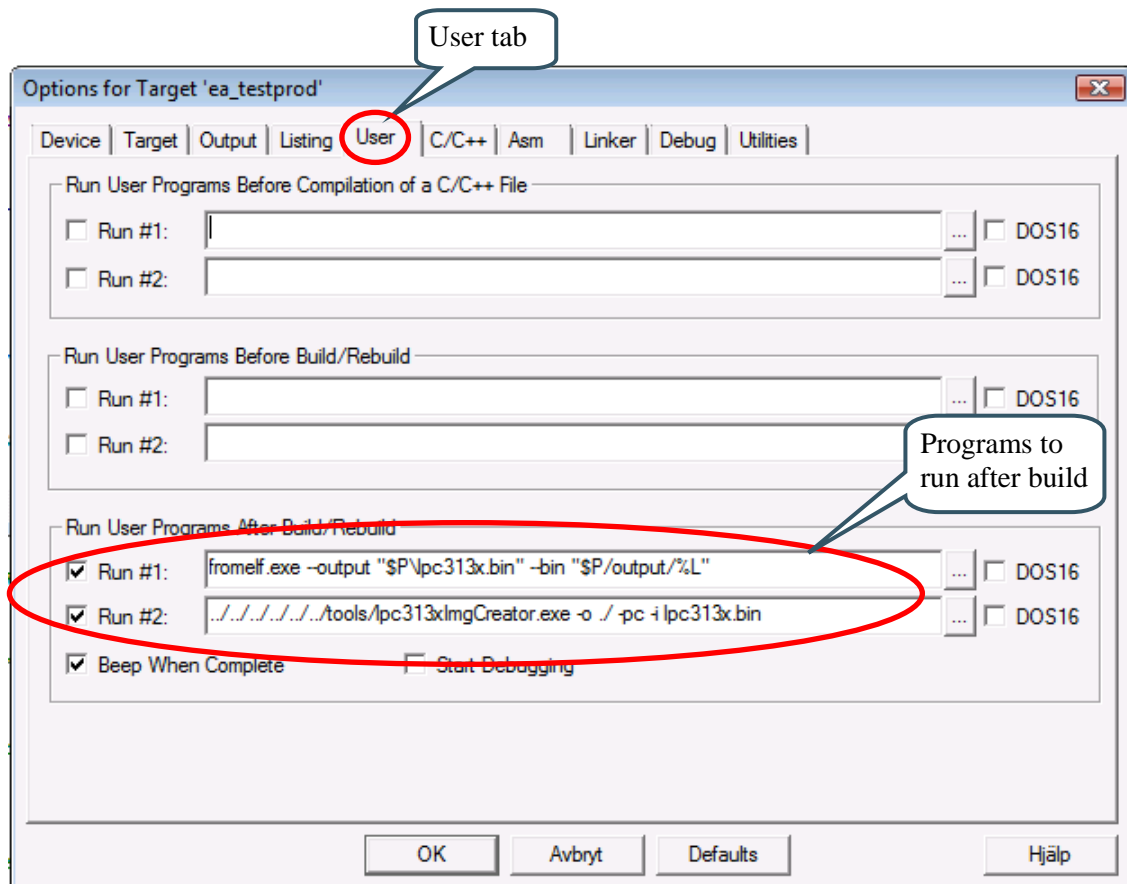 User tab
Options for Target 'ea_testprod'
Device Target Output Listing User C/C++ Asm Linker Debug Utilities
Run User Programs Before Compilation of a C/C++ File
Run #1: ... DOS16
Run #2: ... DOS16
Run User Programs Before Build/Rebuild
Run #1: ... DOS16
Run #2:
Programs to
run after build
Run User Programs After Build/Rebuild
Run #1: fromelf.exe --output "$P\lpc313x.bin" --bin "$P/output/%L" ... DOS16
Run #2: ../../../../../../tools/lpc313xImgCreator.exe -o ./ -pc -i lpc313x.bin ... DOS16
Beep When Complete Start Debugging
OK Avbryt Defaults Hjälp